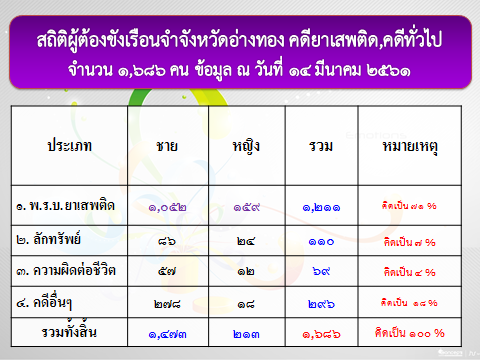 สถิติผู้ต้องขังเรือนจำจังหวัดอ่างทอง คดียาเสพติด,คดีทั่วไป
จำนวน ๑,๖๘๖ คน ข้อมูล ณ วันที่ ๑๔ มีนาคม ๒๕๖๑
ประเภท ชาย หญิง รวม หมายเหตุ
๑. พ.ร.บ.ยาเสพติด ๑,๐๕๒ ๑๕๙ ๑,๒๑๑ คิดเป็น ๗๑ %
๒. ลักทรัพย์ ๘๖ ๒๔ ๑๑๐ คิดเป็น ๗ %
๓. ความผิดต่อชีวิต ๕๗ ๑๒ ๖๙ คิดเป็น ๔ %
๔. คดีอื่นๆ ๒๗๘ ๑๘ ๒๙๖ คิดเป็น ๑๘ %
รวมทั้งสิ้น ๑,๔๗๓ ๒๑๓ ๑,๖๘๖ คิดเป็น ๑๐๐ %